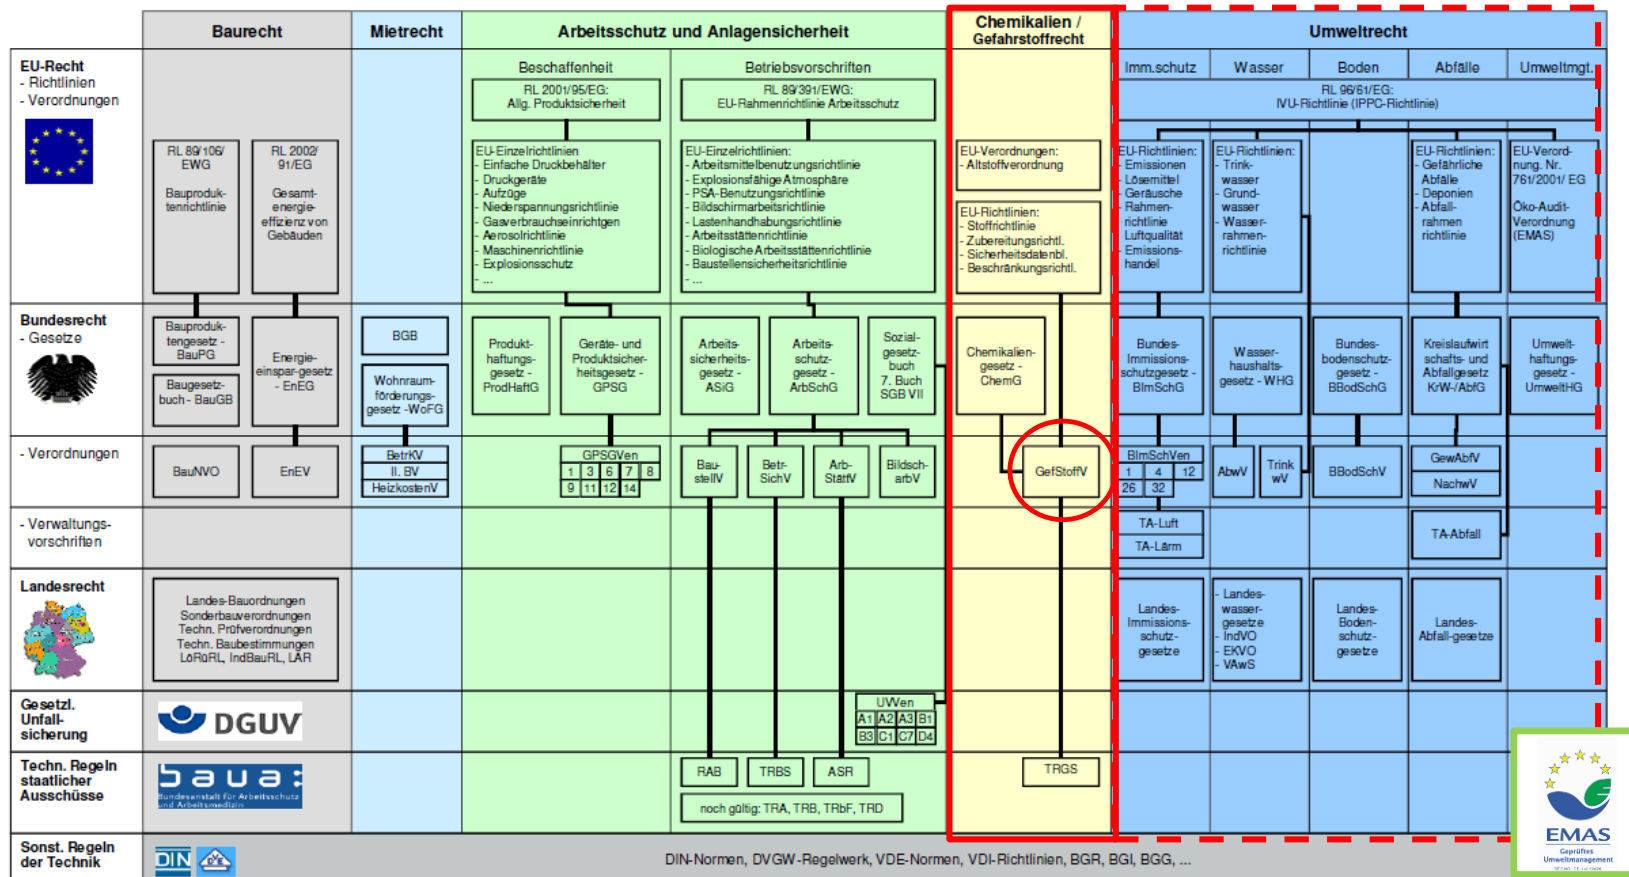 Baurecht
Mietrecht
Arbeitsschutz und Anlagensicherheit
Chemikalien /
Gefahrstoffrecht
Umweltrecht
EU-Recht
- Richtlinien
- Verordnungen
Beschaffenheit
Betriebsvorschriften
Imm.schutz
Wasser
Boden
Abfälle
Umweltmgt.
RL 2001/95/EG:
Allg. Produktsicherheit
RL 89/391/EWG:
EU-Rahmenrichtlinie Arbeitsschutz
RL 96/61/EG:
IVU-Richtlinie (IPPC-Richtlinie)
RL 89/106/
EWG
Bauproduk-
tenrichtlinie
RL 2002/
91/EG
Gesamt-
energie-
effizienz von
Gebäuden
EU-Einzelrichtlinien
- Einfache Druckbehälter
- Druckgeräte
- Aufzüge
- Niederspannungsrichtlinie
- Gasverbrauchseinrichtgen
- Aerosolrichtlinie
- Maschinenrichtlinie
- Explosionsschutz
- ...
EU-Einzelrichtlinien:
- Arbeitsmittelbenutzungsrichtlinie
- Explosionsfähige Atmosphäre
- PSA-Benutzungsrichtlinie
- Bildschirmarbeitsrichtlinie
- Lastenhandhabungsrichtlinie
- Arbeitsstättenrichtlinie
- Biologische Arbeitsstättenrichtlinie
- Baustellensicherheitsrichtlinie
- ...
EU-Verordnungen:
- Altstoffverordnung
EU-Richtlinien:
- Stoffrichtlinie
- Zubereitungsrichtl.
- Sicherheitsdatenbl.
- Beschränkungsrichtl.
EU-Richtlinien:
- Emissionen
- Lösemittel
- Geräusche
- Rahmen-
richtlinie
Luftqualität
- Emissions-
handel
EU-Richtlinien:
- Trink-
wasser
- Grund-
wasser
- Wasser-
rahmen-
richtlinie
EU-Richtlinien:
- Gefährliche
Abfälle
- Deponien
- Abfall-
rahmen
richtlinie
EU-Verord-
nung. Nr.
761/2001/ EG
Öko-Audit-
Verordnung
(EMAS)
Bundesrecht
- Gesetze
Bauproduk-
tengesetz -
BauPG
Baugesetz-
buch - BauGB
Energie-
einspar-gesetz
- EnEG
BGB
Wohnraum-
förderungs-
gesetz -WoFG
Produkt-
haftungs-
gesetz -
ProdHaftG
Geräte- und
Produktsicher-
heitsgesetz -
GPSG
Arbeits-
sicherheits-
gesetz - ASiG
Arbeits-
schutz-
gesetz -
ArbSchG
Sozial-
gesetz-
buch
7. Buch
SGB VII
Chemikalien-
gesetz -
ChemG
Bundes-
Immissions-
schutzgesetz -
BImSchG
Wasser-
haushalts-
gesetz - WHG
Bundes-
bodenschutz-
gesetz -
BBodSchG
Kreislaufwirt
schafts- und
Abfallgesetz
KrW-/AbfG
Umwelt-
haftungs-
gesetz -
UmweltHG
- Verordnungen
BauNVO
EnEV
BetrKV
II. BV
HeizkostenV
GPSGVen
1 3 6 7 8
9 11 12 14
Bau-
stellV
Betr-
SichV
Arb-
StättV
Bildsch-
arbV
GefStoffV
BImSchVen
1 4 12
26 32
AbwV
Trink
wV
BBodSchV
GewAbfV
NachwV
- Verwaltungs-
vorschriften
TA-Luft
TA-Lärm
TA-Abfall
Landesrecht
Landes-Bauordnungen
Sonderbauverordnungen
Techn. Prüfverordnungen
Techn. Baubestimmungen
LöRüRL, IndBauRL, LAR
Landes-
Immissions-
schutz-
gesetze
- Landes-
wasser-
gesetze
- IndVO
- EKVO
- VAwS
Landes-
Boden-
schutz-
gesetze
Landes-
Abfall-gesetze
Gesetzl.
Unfall-
sicherung
DGUV
UVVen
A1 A2 A3 B1
B3 C1 C7 D4
Techn. Regeln
staatlicher
Ausschüsse
baua:
Bundesanstalt für Arbeitsschutz
und Arbeitsmedizin
RAB
TRBS
ASR
TRGS
noch gültig: TRA, TRB, TRbF, TRD
Sonst. Regeln
der Technik
DIN
DIN-Normen, DVGW-Regelwerk, VDE-Normen, VDI-Richtlinien, BGR, BGI, BGG, ...
EMAS
Geprüftes
Umweltmanagement